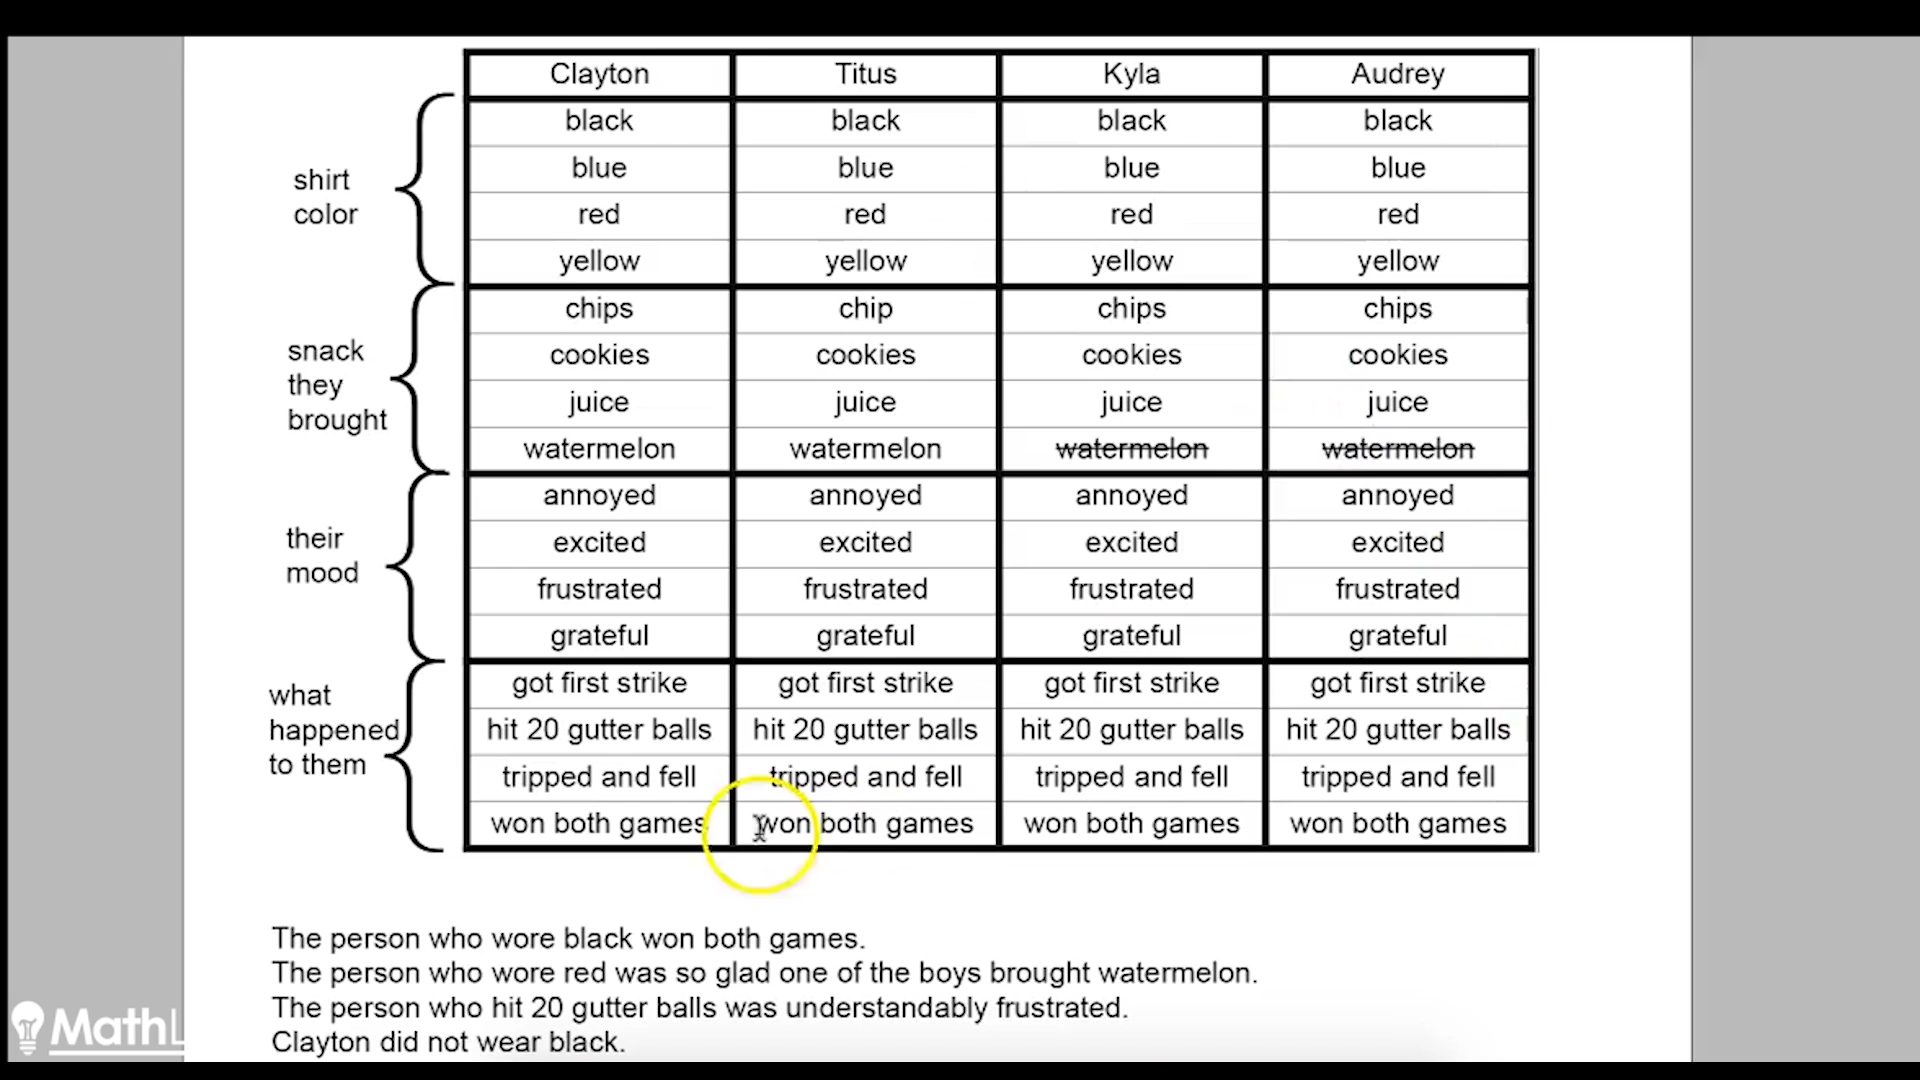 Clayton Titus Kyla Audrey
black black black black
blue blue blue blue
red red red red
yellow yellow yellow yellow
shirt
color
chips chip chips chips
cookies cookies cookies cookies
juice juice juice juice
watermelon watermelon watermelon watermelon
snack
they
brought
annoyed annoyed annoyed annoyed
excited excited excited excited
frustrated frustrated frustrated frustrated
grateful grateful grateful grateful
their
mood
got first strike got first strike got first strike got first strike
hit 20 gutter balls hit 20 gutter balls hit 20 gutter balls hit 20 gutter balls
tripped and fell tripped and fell tripped and fell tripped and fell
won both games won both games won both games won both games
what
happened
to them
The person who wore black won both games.
The person who wore red was so glad one of the boys brought watermelon.
The person who hit 20 gutter balls was understandably frustrated.
Clayton did not wear black.
MathL